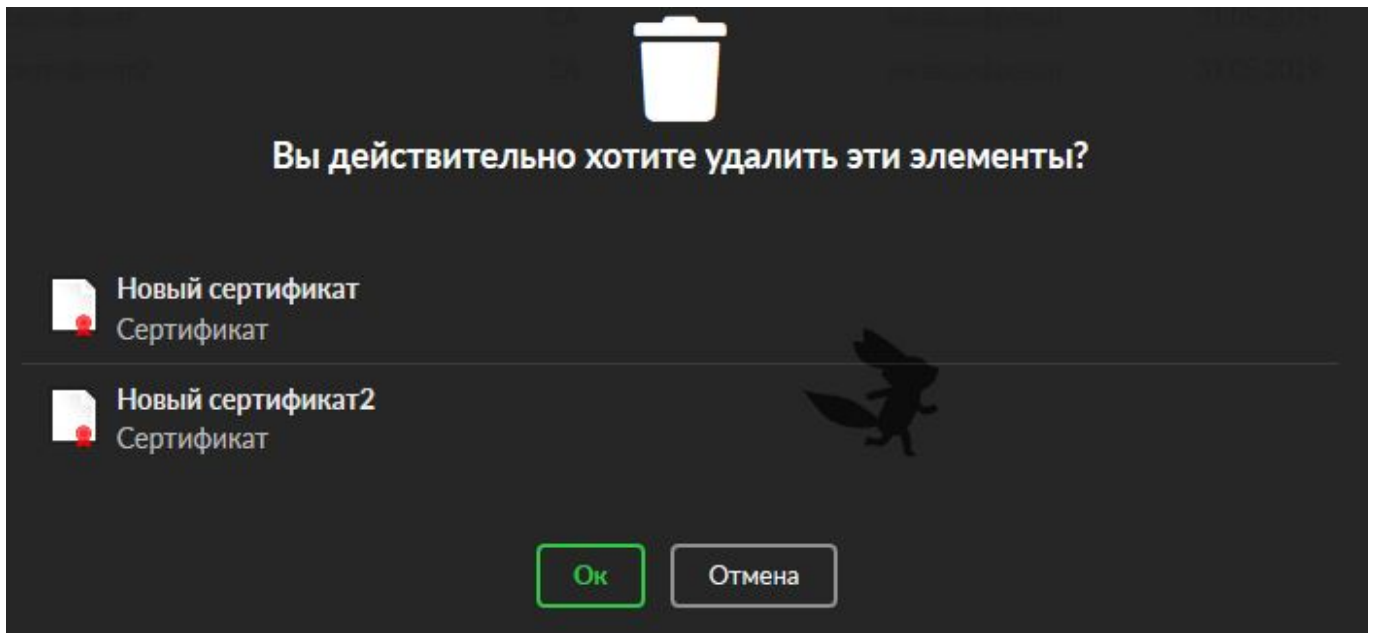 Вы действительно хотите удалить эти элементы?
Новый сертификат
Сертификат
Новый сертификат2
Сертификат
Ок
Отмена